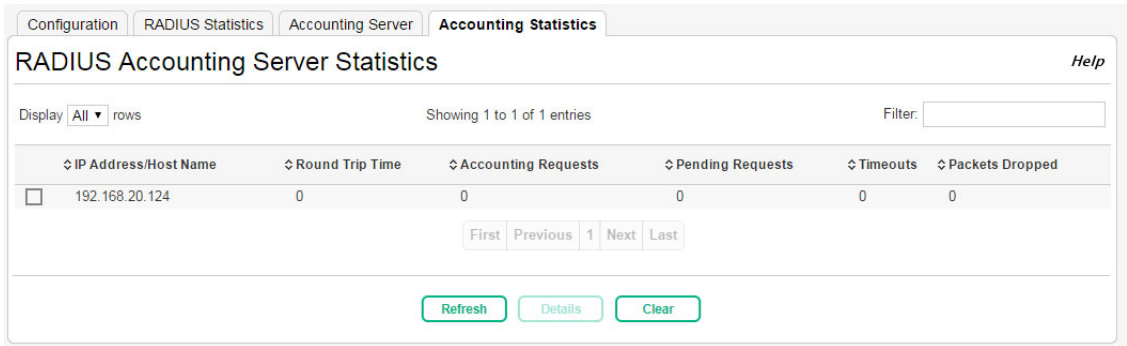 Configuration RADIUS Statistics Accounting Server Accounting Statistics
RADIUS Accounting Server Statistics Help
Display All rows Showing 1 to 1 of 1 entries Filter:
IP Address/Host Name Round Trip Time Accounting Requests Pending Requests Timeouts Packets Dropped
192.168.20.124 0 0 0 0 0
First Previous 1 Next Last
Refresh Details Clear